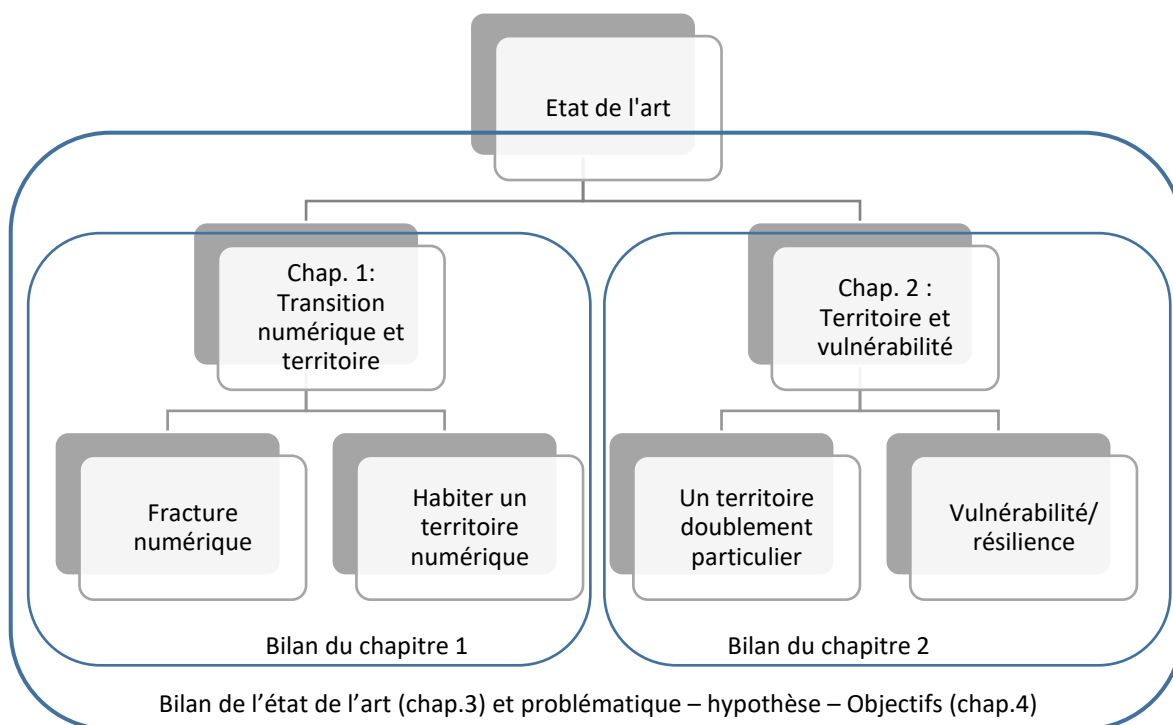 Etat de l'art
Chap. 1:
Transition
numérique et
territoire
Chap. 2 :
Territoire et
vulnérabilité
Fracture
numérique
Habiter un
territoire
numérique
Un territoire
doublement
particulier
Vulnérabilité/
résilience
Bilan du chapitre 1
Bilan du chapitre 2
Bilan de l’état de l’art (chap.3) et problématique – hypothèse – Objectifs (chap.4)